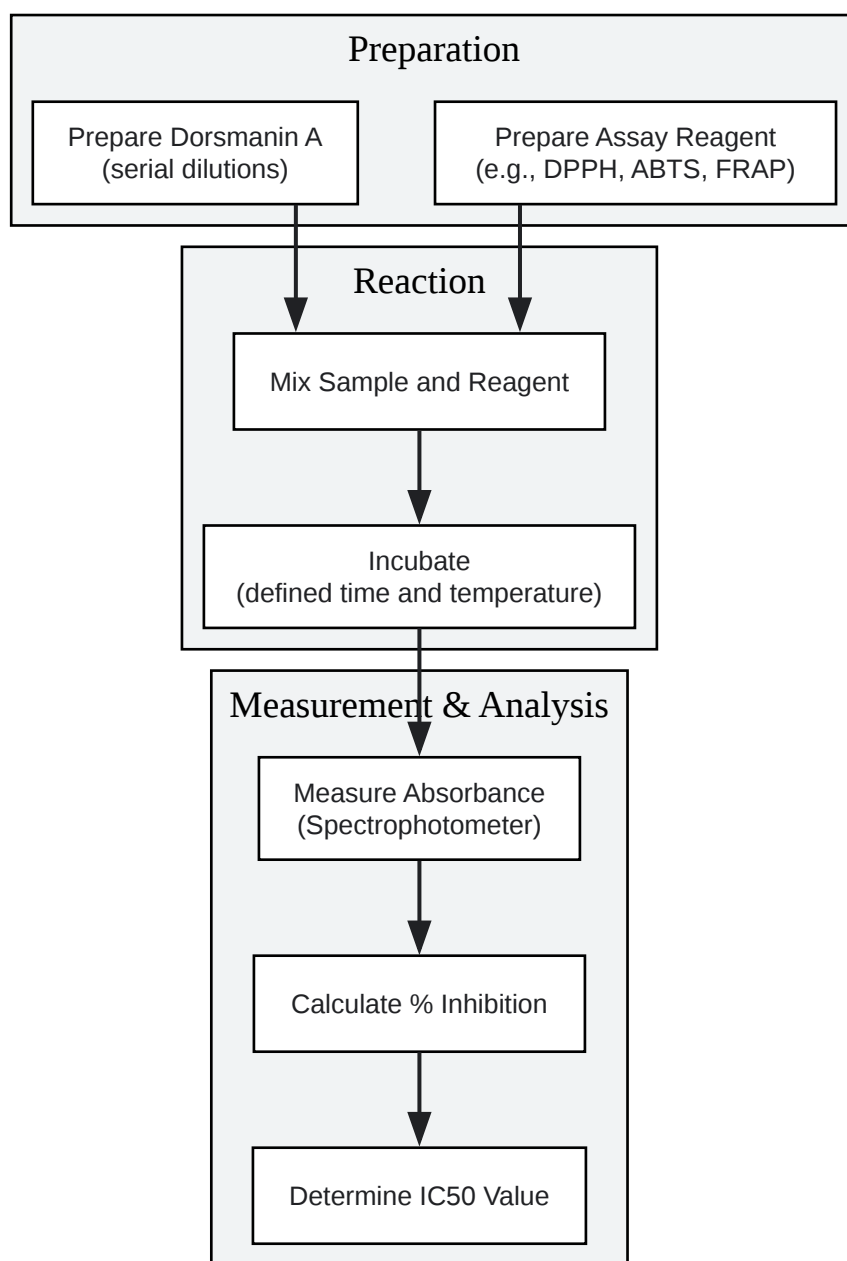 Preparation
Prepare Dorsmanin A
(serial dilutions)
Prepare Assay Reagent
(e.g., DPPH, ABTS, FRAP)
Reaction
Mix Sample and Reagent
Incubate
(defined time and temperature)
Measurement & Analysis
Measure Absorbance
(Spectrophotometer)
Calculate % Inhibition
Determine IC50 Value